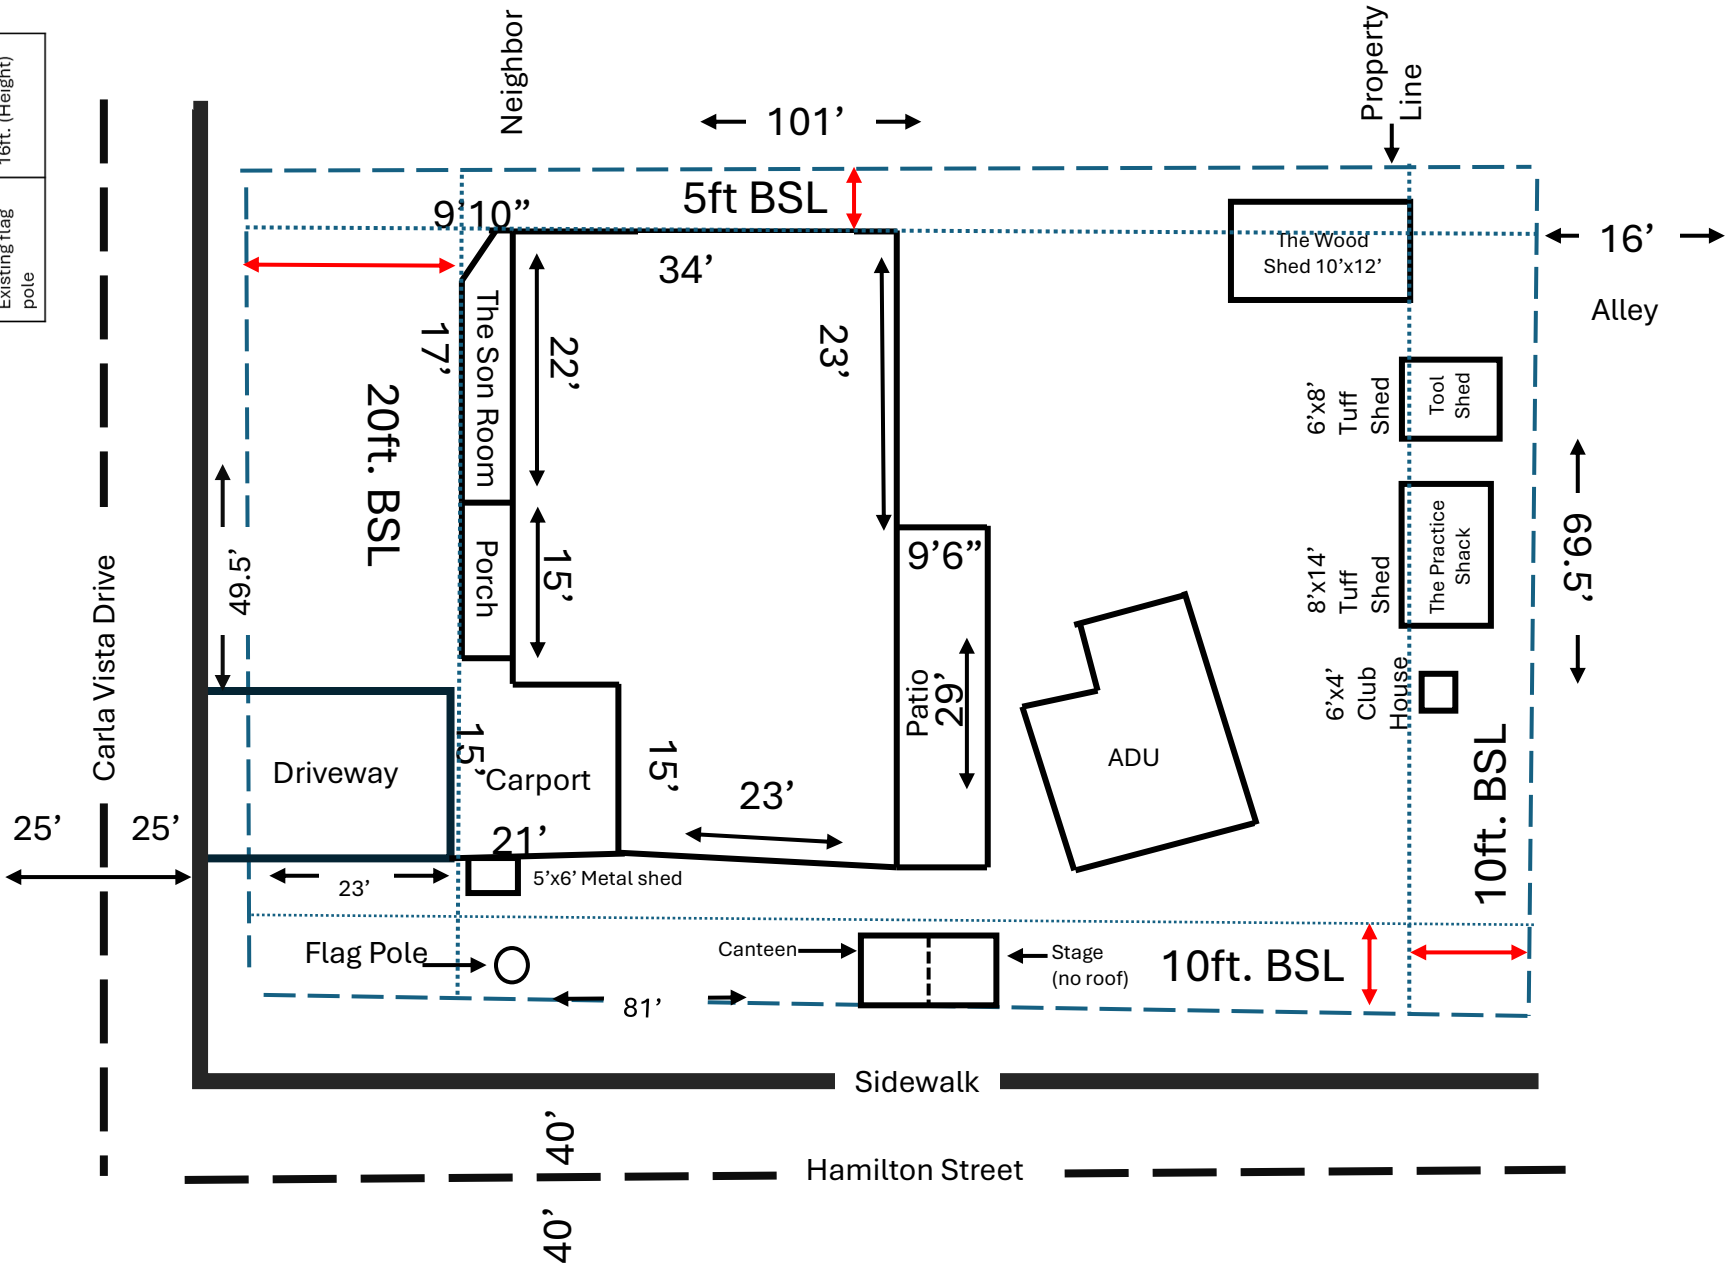 16ft. (Height)
Existing flag
pole
Neighbor
Property
Line
101’
5ft BSL
9’10”
34’
The Wood
Shed 10’x12’
16’
Alley
17’
The Son Room
22’
23’
20ft. BSL
6’x8’
Tuff
Shed
Tool
Shed
49.5’
Porch
15’
9’6”
8’x14’
Tuff
Shed
The Practice
Shack
69.5’
Carla Vista Drive
Patio
29’
6’x4’
Club
House
Driveway
15’
Carport
15’
23’
ADU
10ft. BSL
25’
25’
21’
23’
5’x6’ Metal shed
Flag Pole
Canteen
Stage
(no roof)
10ft. BSL
81’
Sidewalk
40’
Hamilton Street
40’